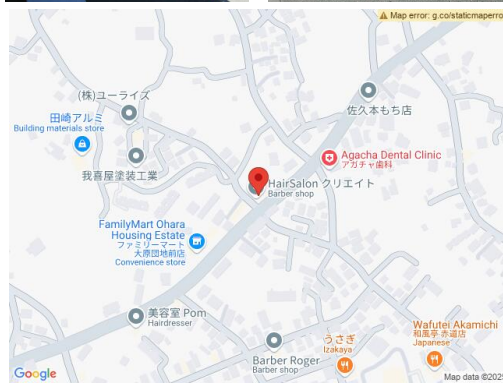 Map error: g.co/staticmaperro
佐久本もち店
(株)ユーライズ
田崎アルミ
Building materials store
Agacha Dental Clinic
アガチャ歯科
我喜屋塗装工業
HairSalon クリエイト
Barber shop
FamilyMart Ohara
Housing Estate
ファミリーマート
大原団地前店
Convenience store
美容室 Pom
Hairdresser
Barber Roger
Barber shop
うさぎ
Izakaya
Wafutei Akamichi
和風亭 赤道店
Japanese
Google
Map data ©202